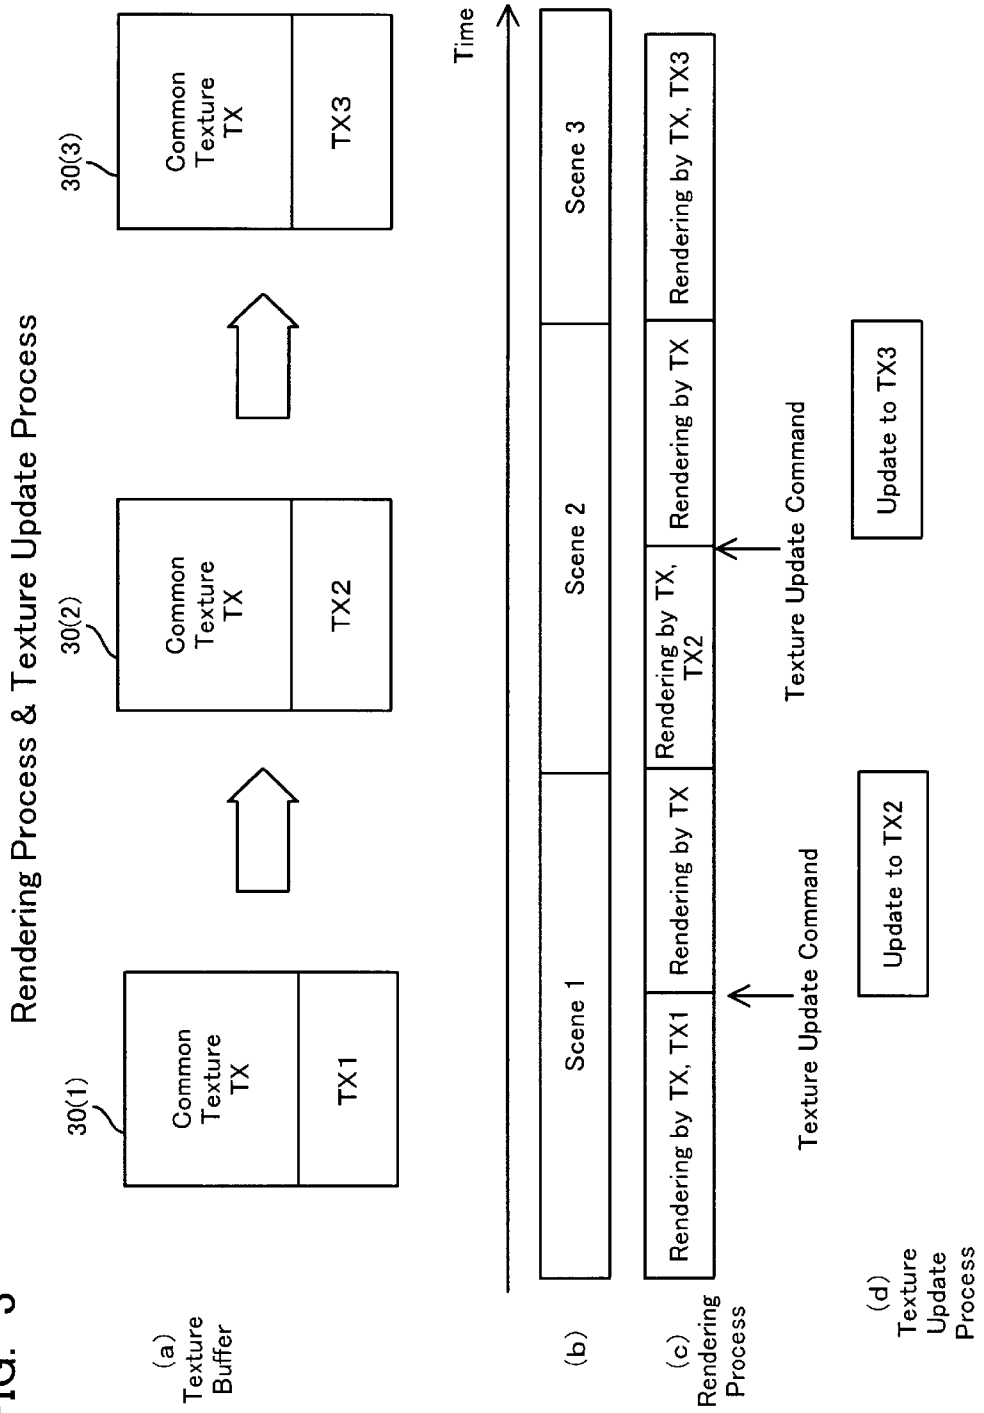 Rendering Process & Texture Update Process
30(1)
30(2)
30(3)
(a)
Texture
Buffer
Common
Texture
TX
TX1
Common
Texture
TX
TX2
Common
Texture
TX
TX3
Time
(b)
Scene 1
Scene 2
Scene 3
(c)
Rendering
Process
Rendering by TX, TX1
Rendering by TX
Rendering by TX,
TX2
Rendering by TX
Rendering by TX, TX3
Texture Update Command
Texture Update Command
(d)
Texture
Update
Process
Update to TX2
Update to TX3